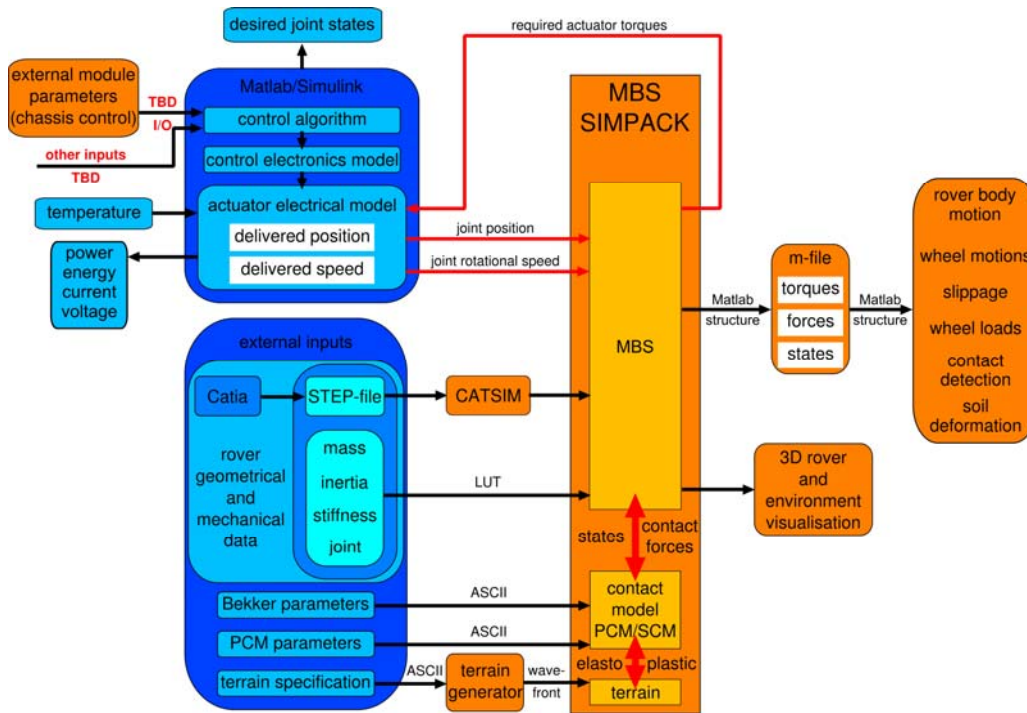 desired joint states
required actuator torques
external module
parameters
(chassis control)
TBD
I/O
other inputs
TBD
Matlab/Simulink
control algorithm
control electronics model
actuator electrical model
delivered position
delivered speed
temperature
power
energy
current
voltage
joint position
joint rotational speed
MBS
SIMPACK
MBS
Matlab
structure
m-file
torques
forces
states
Matlab
structure
rover body
motion
wheel motions
slippage
wheel loads
contact
detection
soil
deformation
external inputs
Catia
STEP-file
CATSIM
rover
geometrical
and
mechanical
data
mass
inertia
stiffness
joint
LUT
3D rover
and
environment
visualisation
states
contact
forces
Bekker parameters
ASCII
contact
model
PCM/SCM
PCM parameters
ASCII
elasto
plastic
terrain specification
ASCII
terrain
generator
wave-
front
terrain